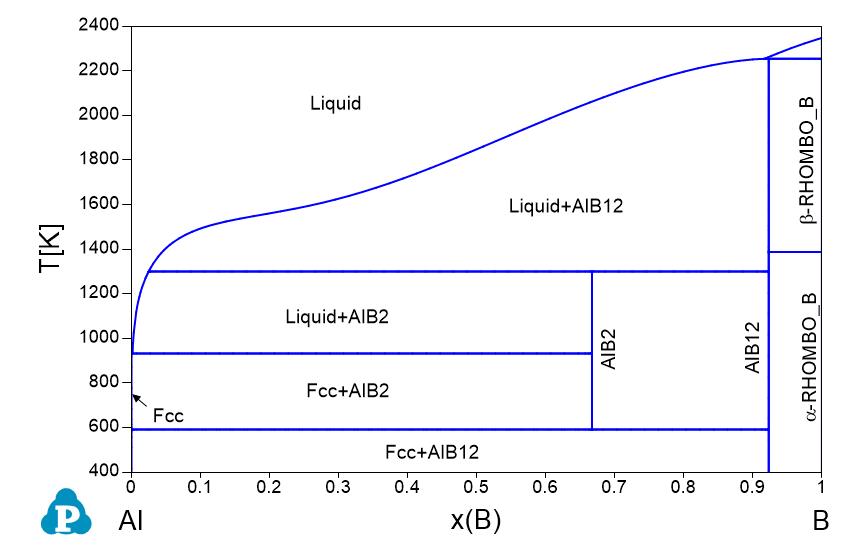 2400
2200
2000
1800
1600
1400
1200
1000
800
600
400
T[K]
Liquid
Liquid+AlB12
Liquid+AlB2
Fcc+AlB2
Fcc
Fcc+AlB12
AlB2
AlB12
β-RHOMBO_B
α-RHOMBO_B
0 0.1 0.2 0.3 0.4 0.5 0.6 0.7 0.8 0.9 1
P
Al x(B) B